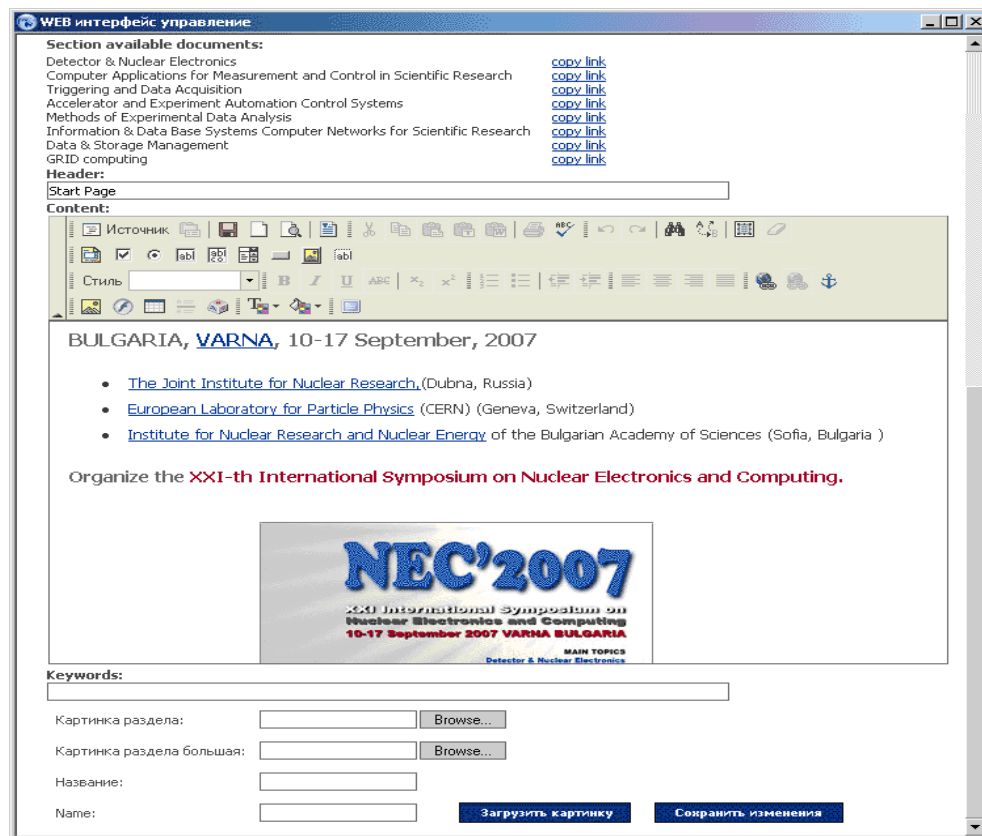 WEB интерфейс управление
Section available documents:
Detector & Nuclear Electronics copy link
Computer Applications for Measurement and Control in Scientific Research copy link
Triggering and Data Acquisition copy link
Accelerator and Experiment Automation Control Systems copy link
Methods of Experimental Data Analysis copy link
Information & Data Base Systems Computer Networks for Scientific Research copy link
Data & Storage Management copy link
GRID computing copy link
Header:
Start Page
Content:
Источник
Стиль B I U ABC x₂ x²
BULGARIA, VARNA, 10-17 September, 2007
• The Joint Institute for Nuclear Research,(Dubna, Russia)
• European Laboratory for Particle Physics (CERN) (Geneva, Switzerland)
• Institute for Nuclear Research and Nuclear Energy of the Bulgarian Academy of Sciences (Sofia, Bulgaria )
Organize the XXI-th International Symposium on Nuclear Electronics and Computing.
NEC'2007
XXI International Symposium on
Nuclear Electronics and Computing
10-17 September 2007 VARNA BULGARIA
MAIN TOPICS
Detector & Nuclear Electronics
Keywords:
Картинка раздела: Browse...
Картинка раздела большая: Browse...
Название:
Name: Загрузить картинку Сохранить изменения